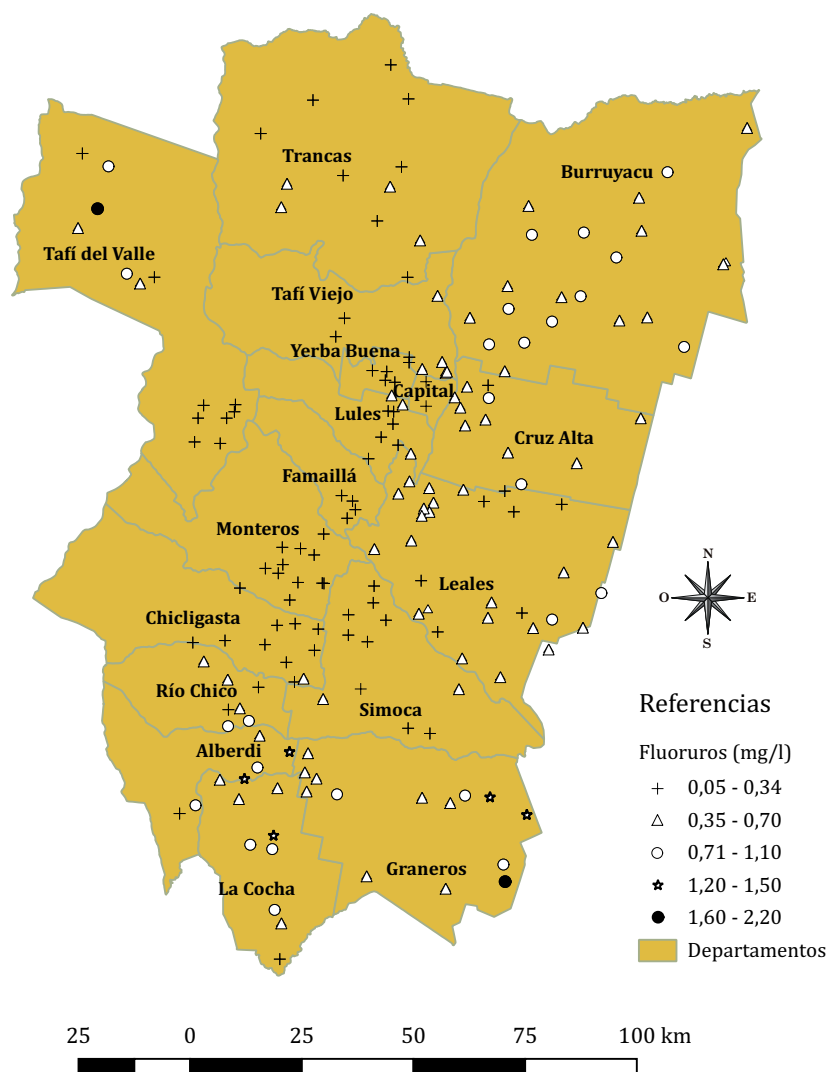 Trancas
Burruyacu
Tafí del Valle
Tafí Viejo
Yerba Buena
Capital
Lules
Cruz Alta
Famaillá
Monteros
Leales
Chicligasta
Río Chico
Simoca
Alberdi
Graneros
La Cocha
N
O
E
S
Referencias
Fluoruros (mg/l)
0,05 - 0,34
0,35 - 0,70
0,71 - 1,10
1,20 - 1,50
1,60 - 2,20
Departamentos
25 0 25 50 75 100 km